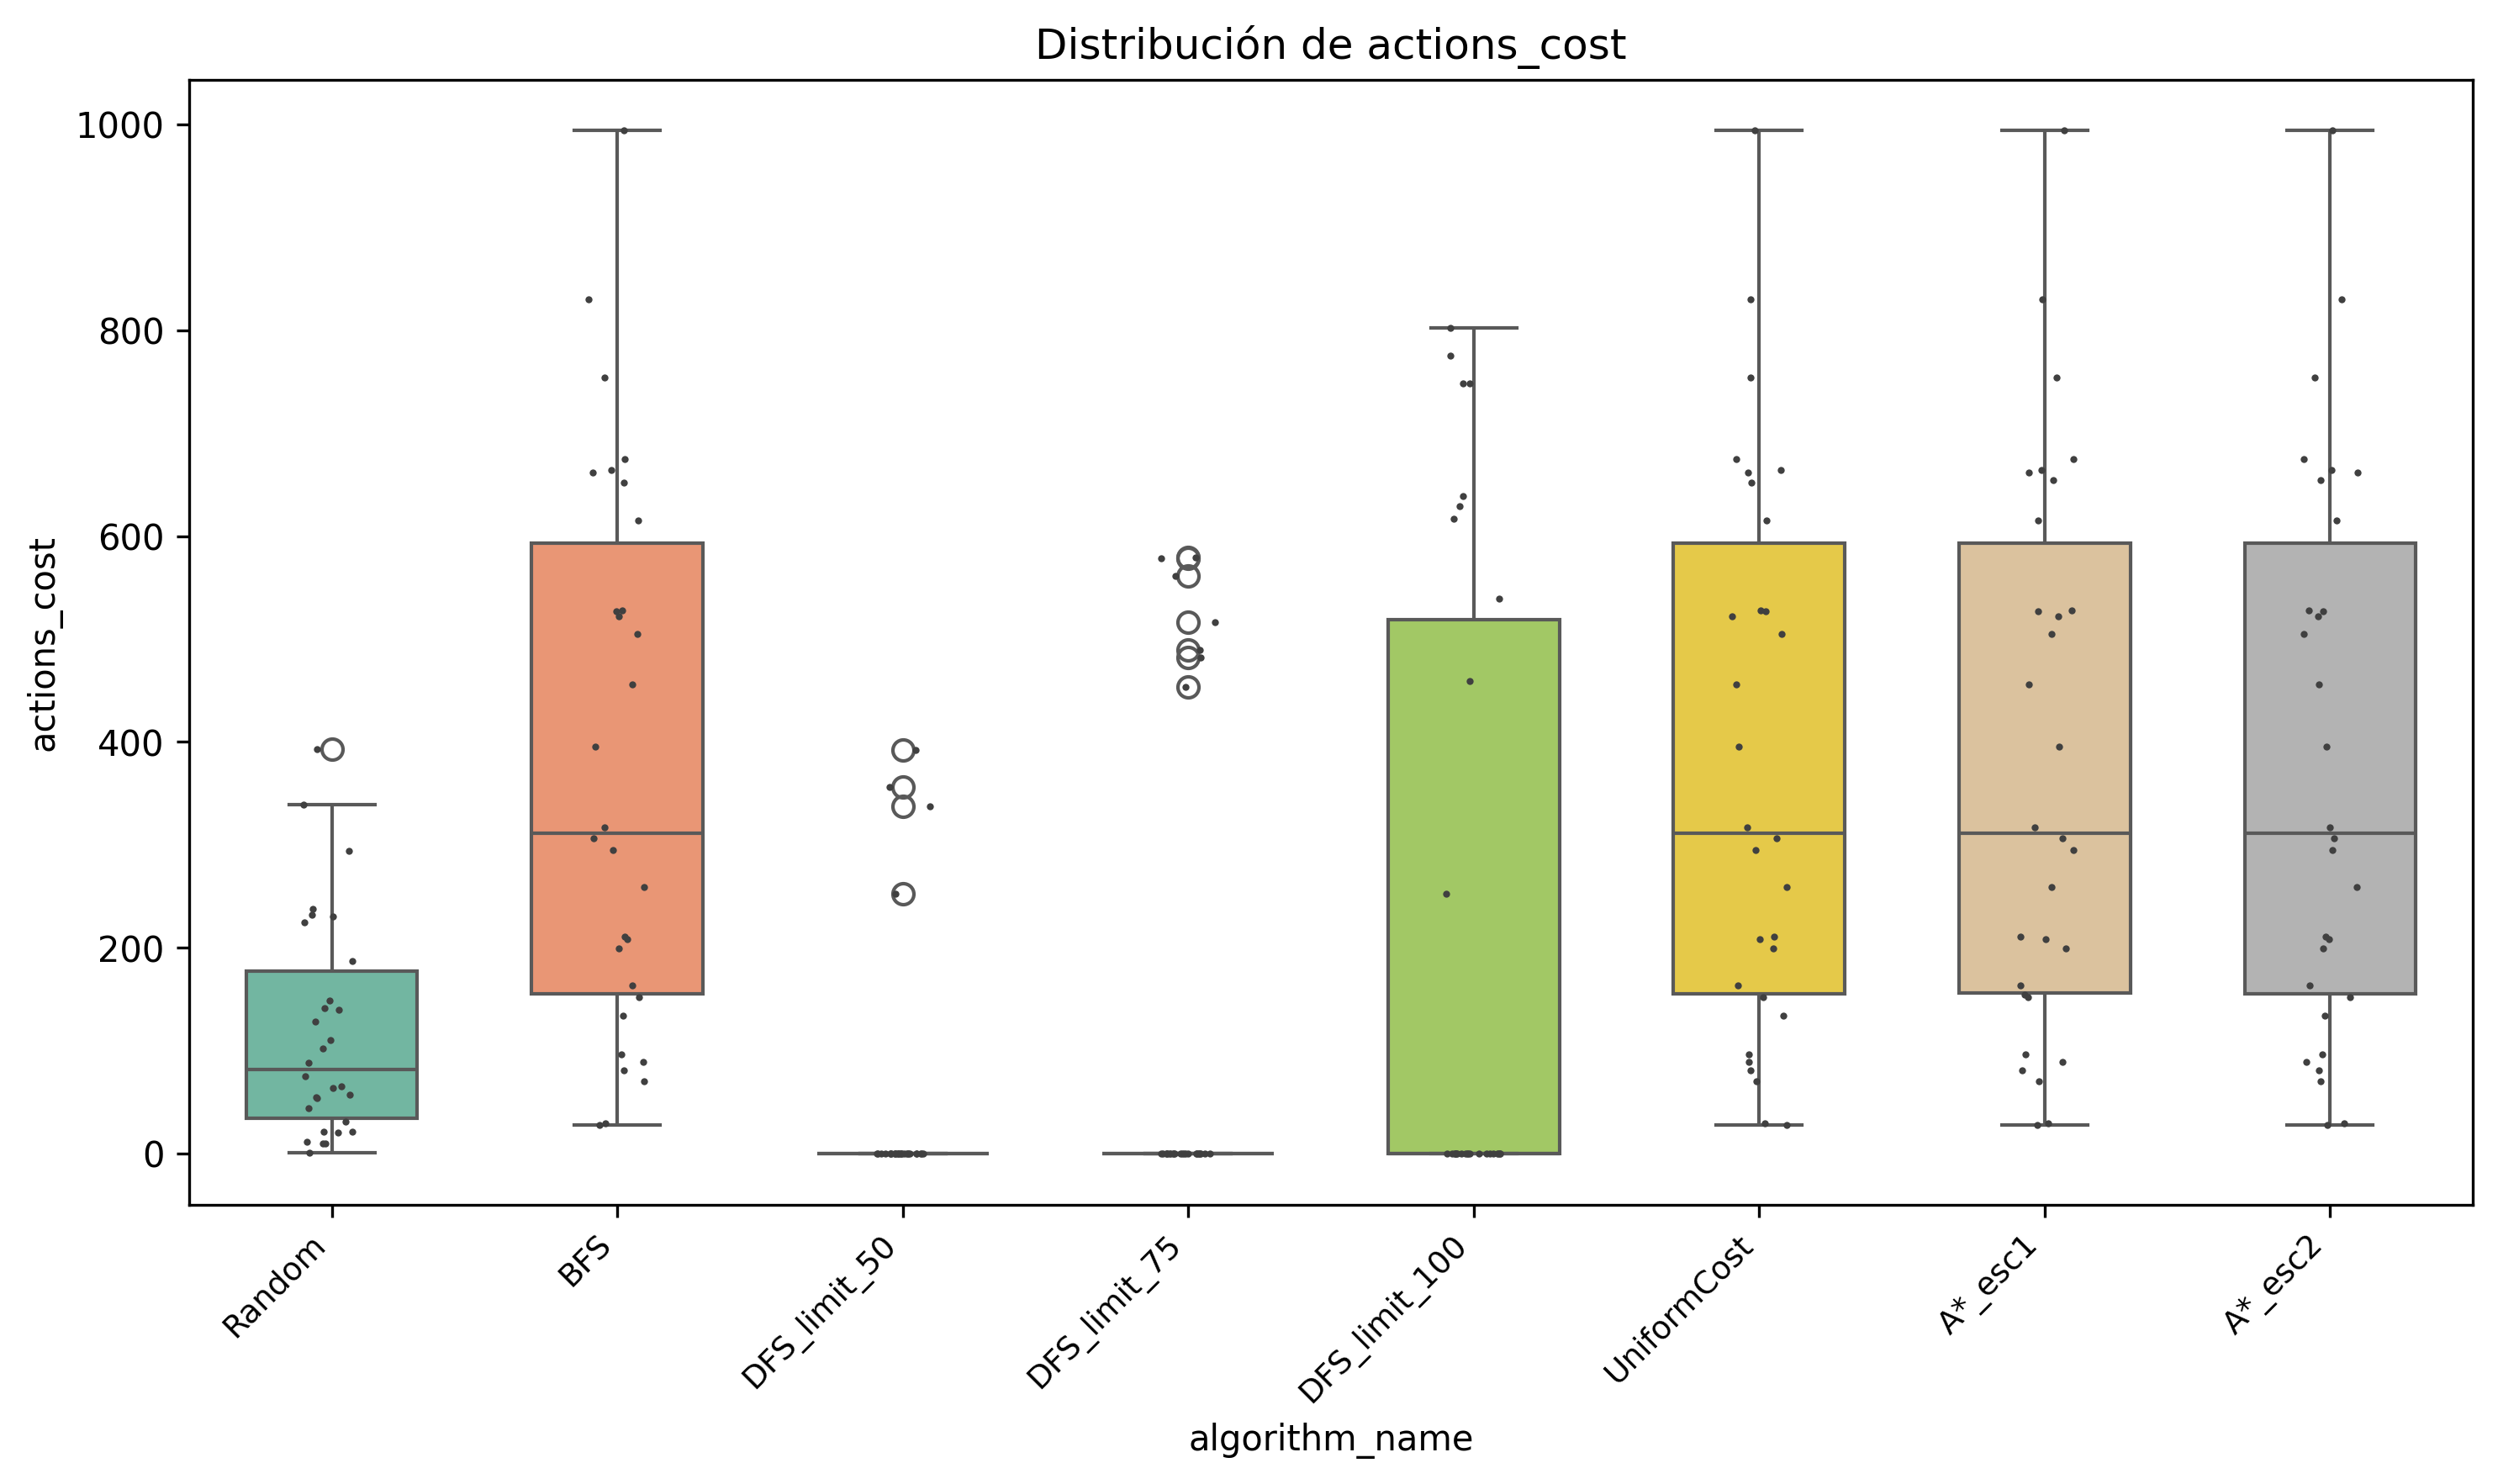 Distribución de actions_cost
actions_cost
1000
800
600
400
200
0
Random
BFS
DFS_limit_50
DFS_limit_75
DFS_limit_100
UniformCost
A*_esc1
A*_esc2
algorithm_name